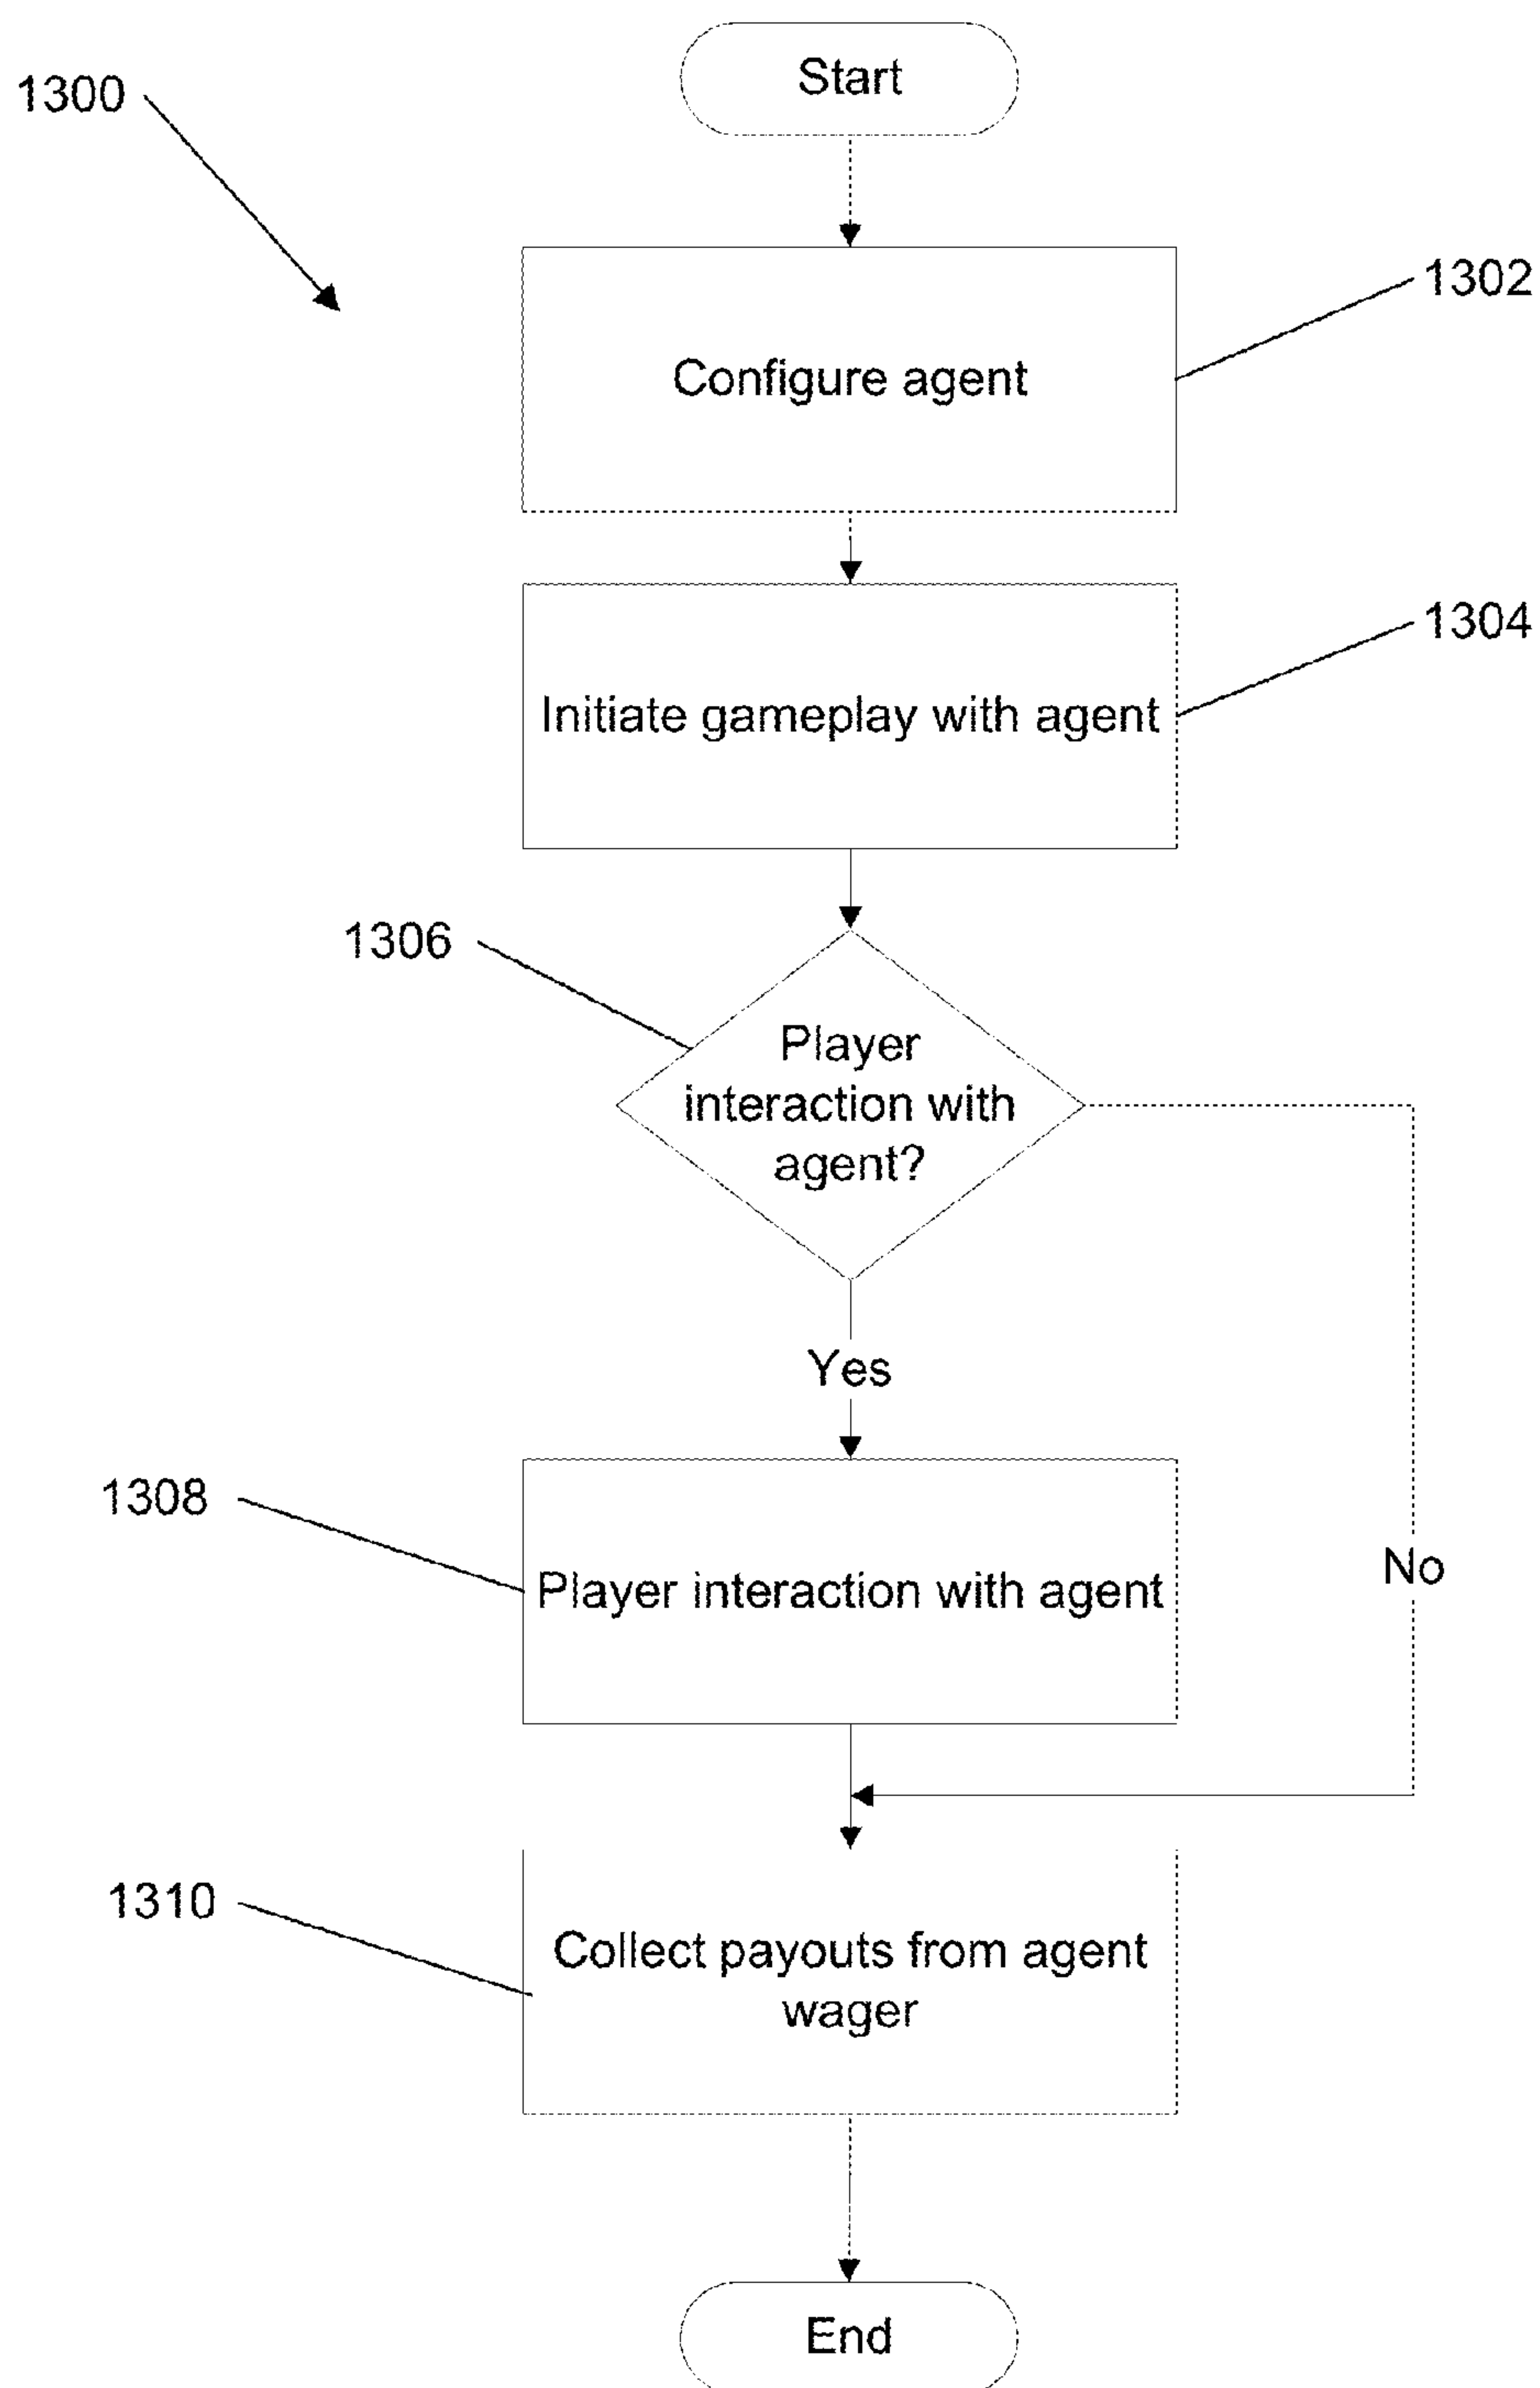 Start
1300
1302
Configure agent
1304
Initiate gameplay with agent
1306
Player
interaction with
agent?
Yes
1308
Player interaction with agent
No
1310
Collect payouts from agent
wager
End